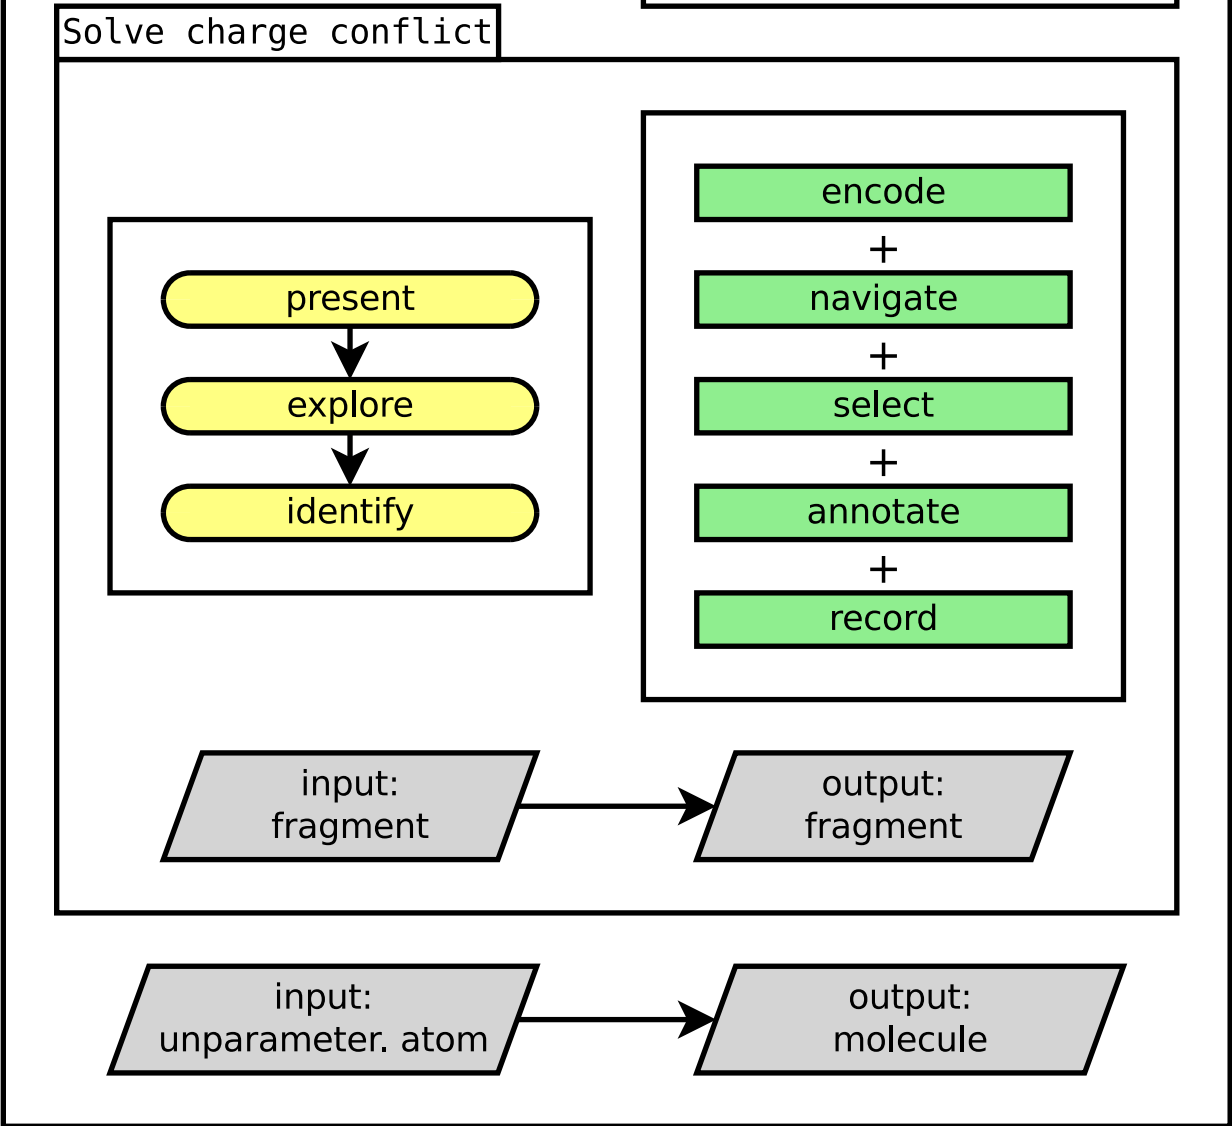 Solve charge conflict
present
explore
identify
encode
+
navigate
+
select
+
annotate
+
record
input:
fragment
output:
fragment
input:
unparameter. atom
output:
molecule